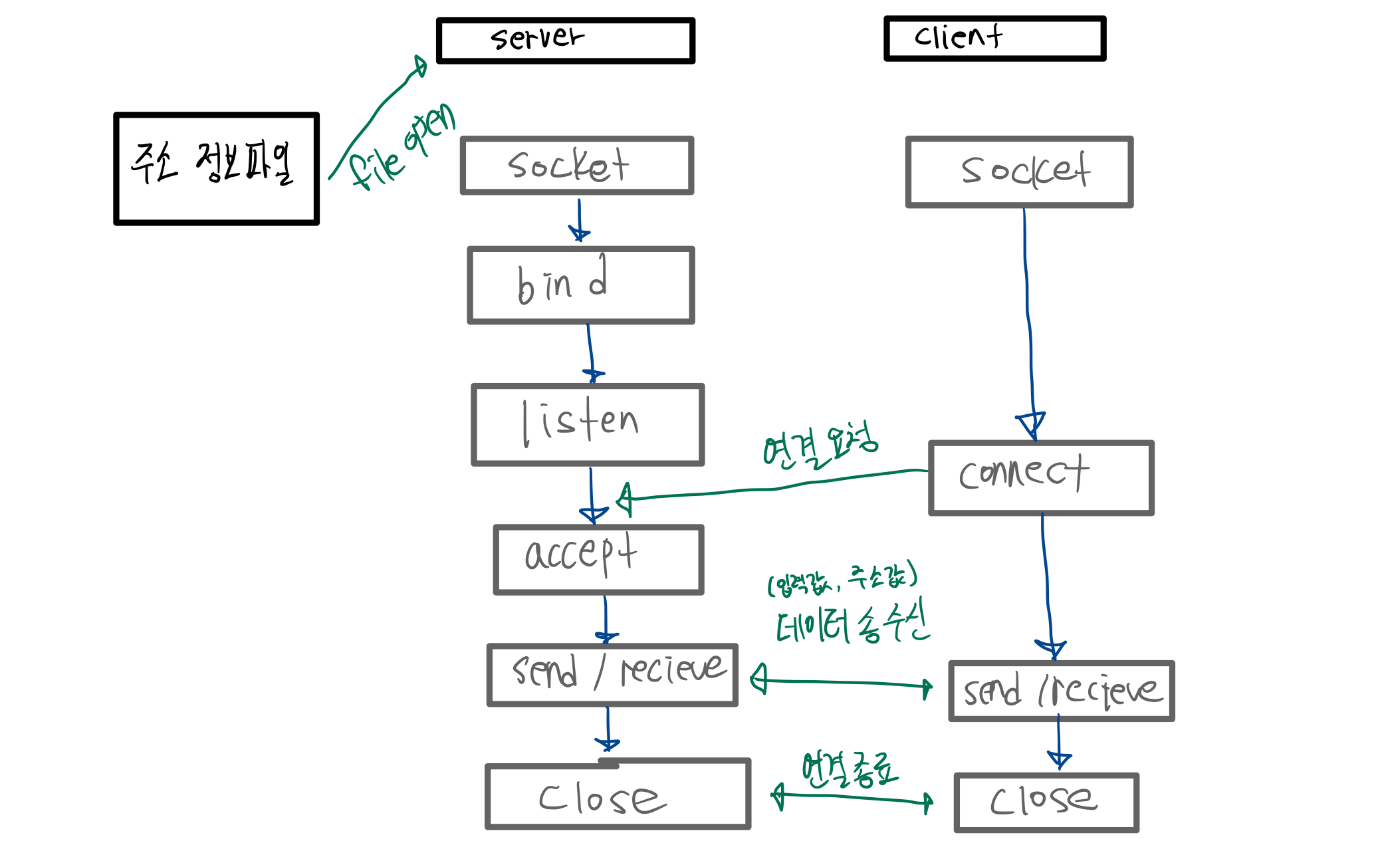 server
client
주소 정보파일
file open
socket
socket
bind
listen
연결 요청
connect
accept
(입력값, 주소값)
데이터 송수신
send / recieve
send / recieve
연결 종료
close
close